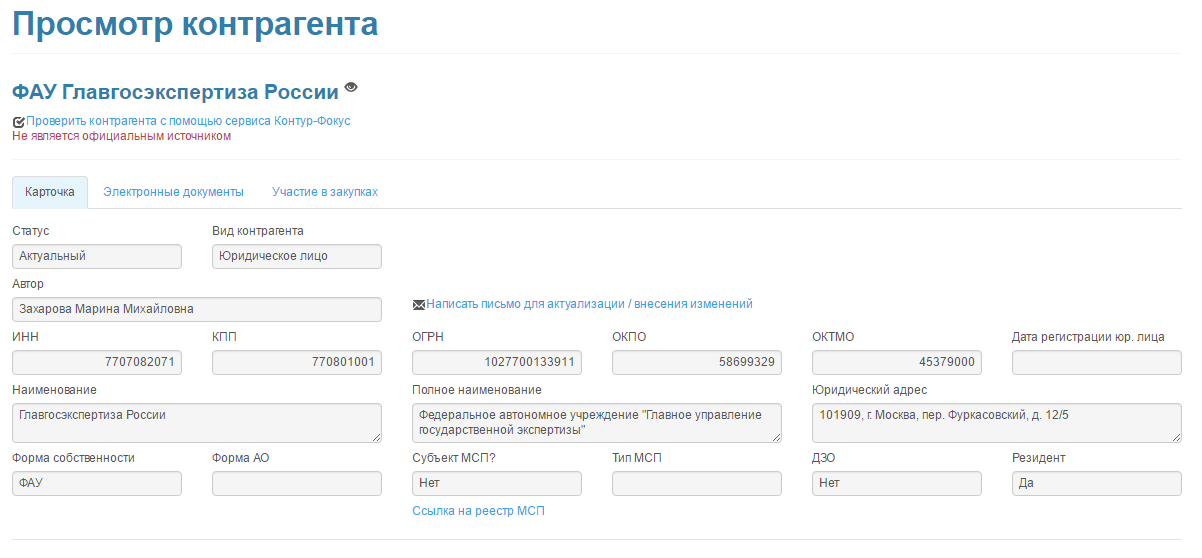 Просмотр контрагента
ФАУ Главгосэкспертиза России
Проверить контрагента с помощью сервиса Контур-Фокус
Не является официальным источником
Карточка Электронные документы Участие в закупках
Статус Вид контрагента
Актуальный Юридическое лицо
Автор
Захарова Марина Михайловна Написать письмо для актуализации / внесения изменений
ИНН КПП ОГРН ОКПО ОКТМО Дата регистрации юр. лица
7707082071 770801001 1027700133911 58699329 45379000
Наименование Полное наименование Юридический адрес
Главгосэкспертиза России Федеральное автономное учреждение "Главное управление 101909, г. Москва, пер. Фуркасовский, д. 12/5
государственной экспертизы"
Форма собственности Форма АО Субъект МСП? Тип МСП ДЗО Резидент
ФАУ Нет Нет Да
Ссылка на реестр МСП